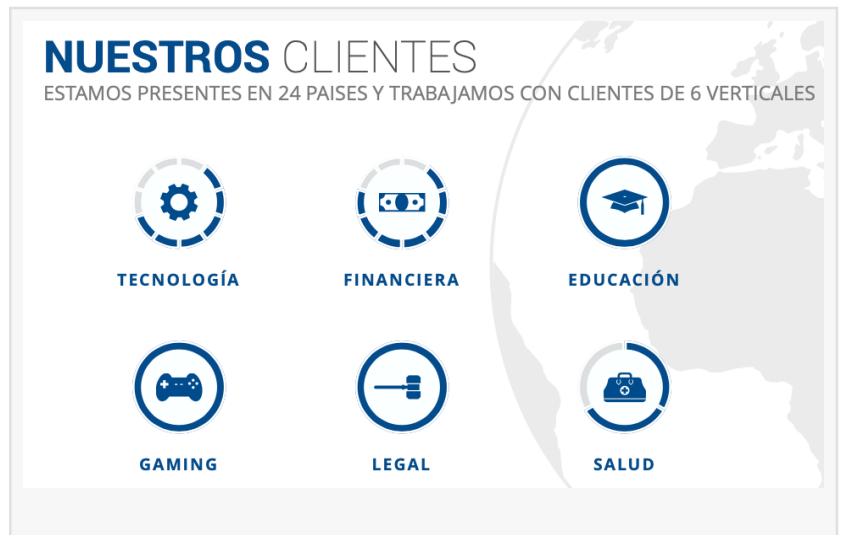 NUESTROS CLIENTES
ESTAMOS PRESENTES EN 24 PAISES Y TRABAJAMOS CON CLIENTES DE 6 VERTICALES
TECNOLOGÍA
FINANCIERA
EDUCACIÓN
GAMING
LEGAL
SALUD